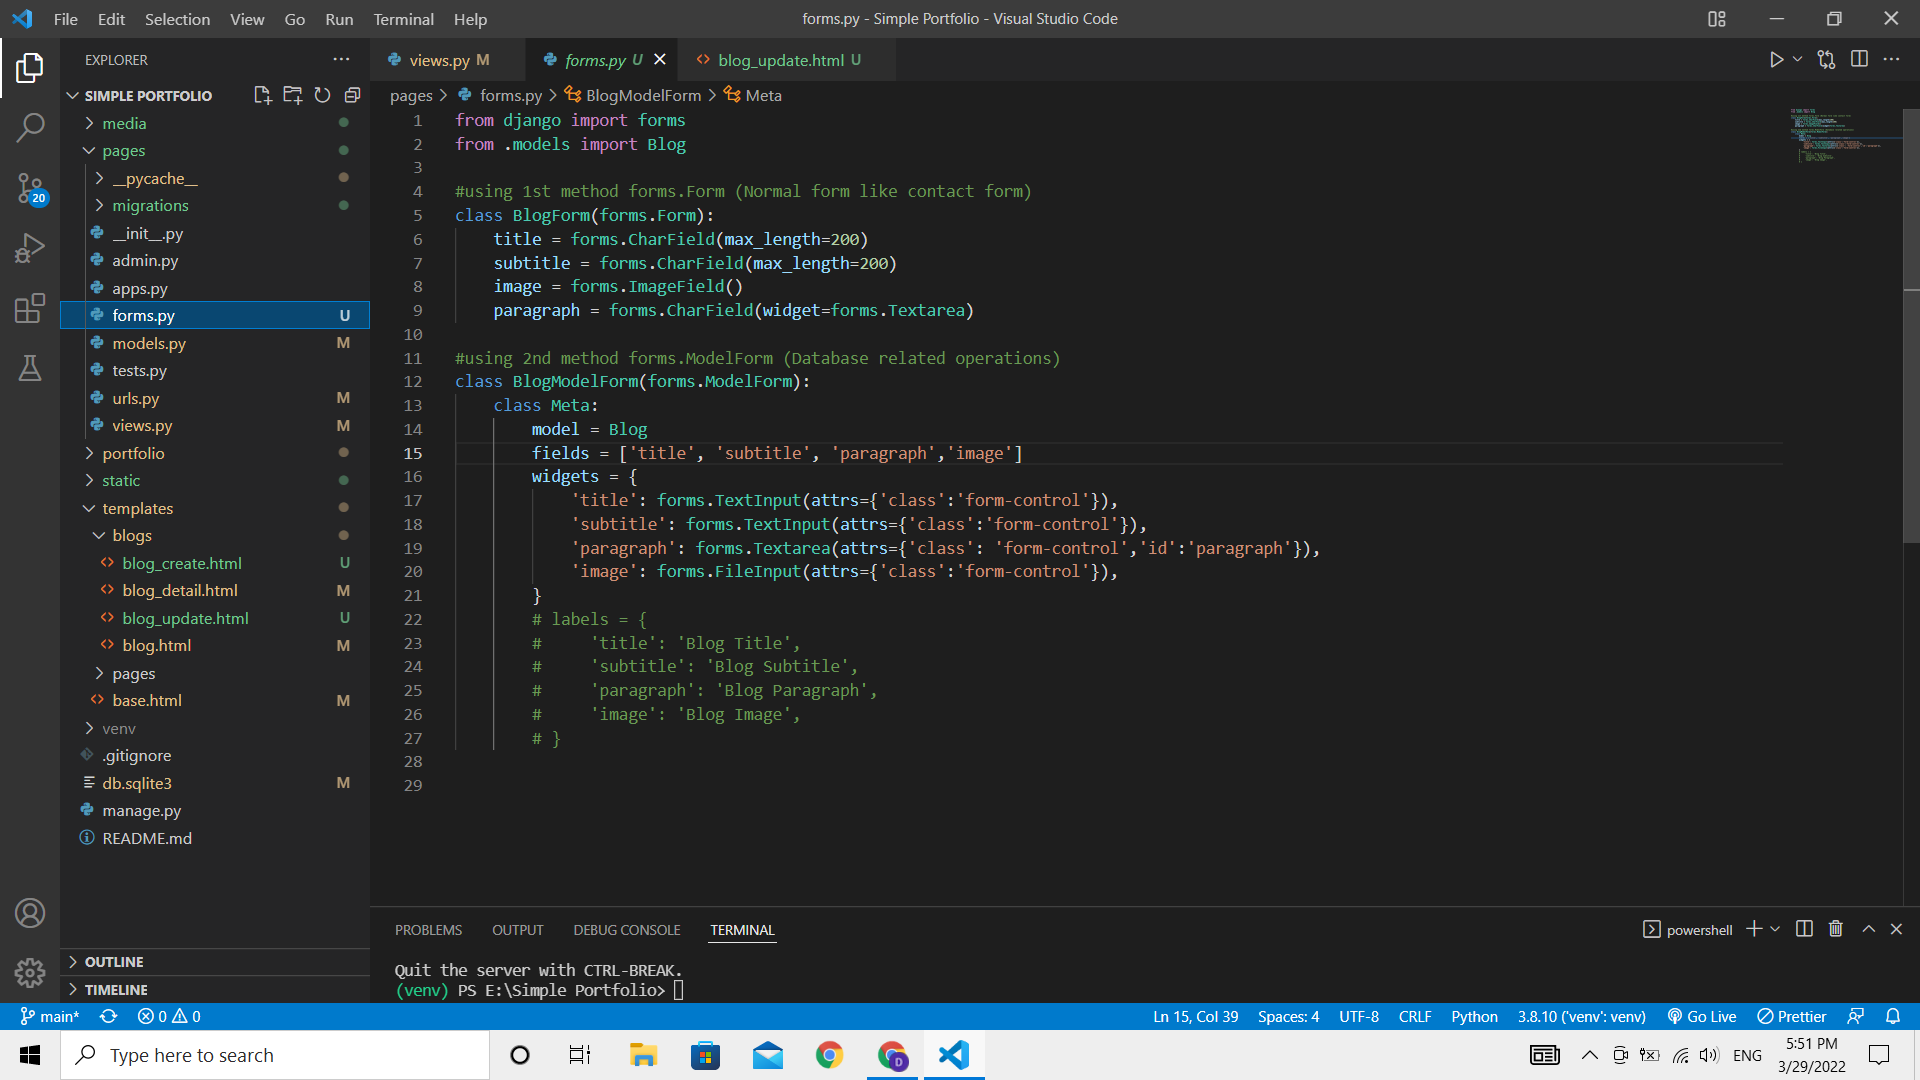 File Edit Selection View Go Run Terminal Help
forms.py - Simple Portfolio - Visual Studio Code
EXPLORER
SIMPLE PORTFOLIO
media
pages
__pycache__
migrations
__init__.py
admin.py
apps.py
forms.py U
models.py M
tests.py
urls.py M
views.py M
portfolio
static
templates
blogs
blog_create.html U
blog_detail.html M
blog_update.html U
blog.html M
pages
base.html M
venv
.gitignore
db.sqlite3 M
manage.py
README.md
OUTLINE
TIMELINE
20
views.py M forms.py U blog_update.html U
pages > forms.py > BlogModelForm > Meta
1 from django import forms
2 from .models import Blog
3
4 #using 1st method forms.Form (Normal form like contact form)
5 class BlogForm(forms.Form):
6     title = forms.CharField(max_length=200)
7     subtitle = forms.CharField(max_length=200)
8     image = forms.ImageField()
9     paragraph = forms.CharField(widget=forms.Textarea)
10
11 #using 2nd method forms.ModelForm (Database related operations)
12 class BlogModelForm(forms.ModelForm):
13     class Meta:
14         model = Blog
15         fields = ['title', 'subtitle', 'paragraph','image']
16         widgets = {
17             'title': forms.TextInput(attrs={'class':'form-control'}),
18             'subtitle': forms.TextInput(attrs={'class':'form-control'}),
19             'paragraph': forms.Textarea(attrs={'class': 'form-control','id':'paragraph'}),
20             'image': forms.FileInput(attrs={'class':'form-control'}),
21         }
22         # labels = {
23         #     'title': 'Blog Title',
24         #     'subtitle': 'Blog Subtitle',
25         #     'paragraph': 'Blog Paragraph',
26         #     'image': 'Blog Image',
27         # }
28
29
PROBLEMS OUTPUT DEBUG CONSOLE TERMINAL
powershell
Quit the server with CTRL-BREAK.
(venv) PS E:\Simple Portfolio>
main* 0 0
Ln 15, Col 39 Spaces: 4 UTF-8 CRLF Python 3.8.10 ('venv': venv) Go Live Prettier
Type here to search
D
ENG
5:51 PM
3/29/2022